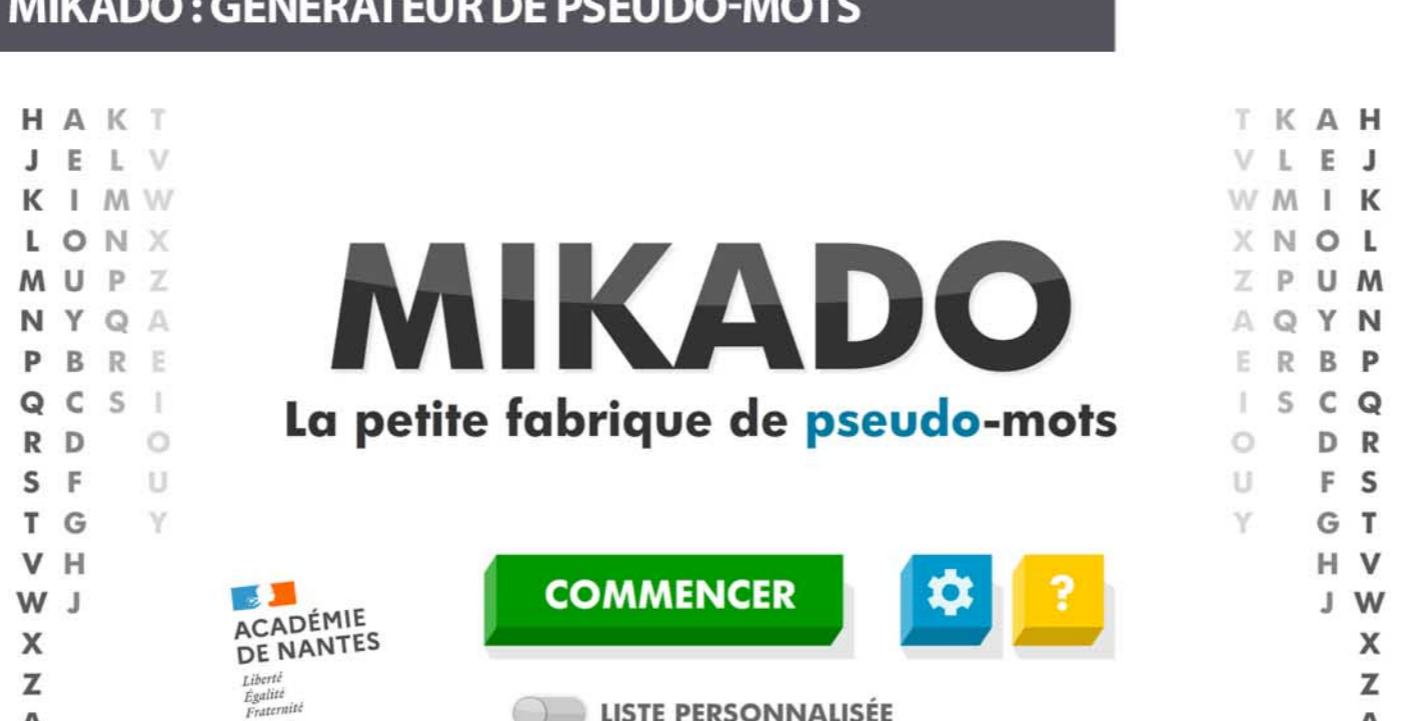 MIKADO : GÉNÉRATEUR DE PSEUDO-MOTS
H A K T
J E L V
K I M W
L O N X
M U P Z
N Y Q A
P B R E
Q C S I
R D O
S F U
T G Y
V H
W J
X
Z
A
T K A H
V L E J
W M I K
X N O L
Z P U M
A Q Y N
E R B P
I S C Q
O D R
U F S
Y G T
H V
J W
X
Z
A
MIKADO
La petite fabrique de pseudo-mots
COMMENCER
?
ACADÉMIE
DE NANTES
Liberté
Égalité
Fraternité
LISTE PERSONNALISÉE